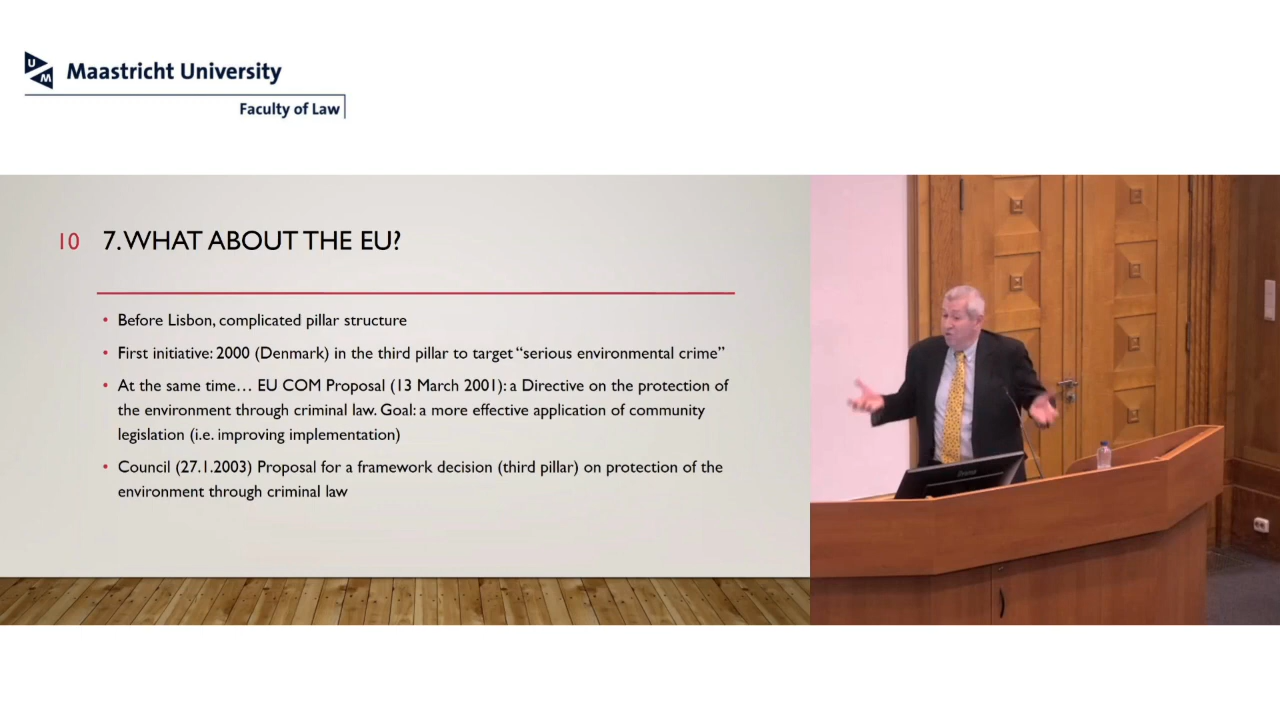 UM
Maastricht University
Faculty of Law
10 7. WHAT ABOUT THE EU?
• Before Lisbon, complicated pillar structure
• First initiative: 2000 (Denmark) in the third pillar to target “serious environmental crime”
• At the same time… EU COM Proposal (13 March 2001): a Directive on the protection of
the environment through criminal law. Goal: a more effective application of community
legislation (i.e. improving implementation)
• Council (27.1.2003) Proposal for a framework decision (third pillar) on protection of the
environment through criminal law